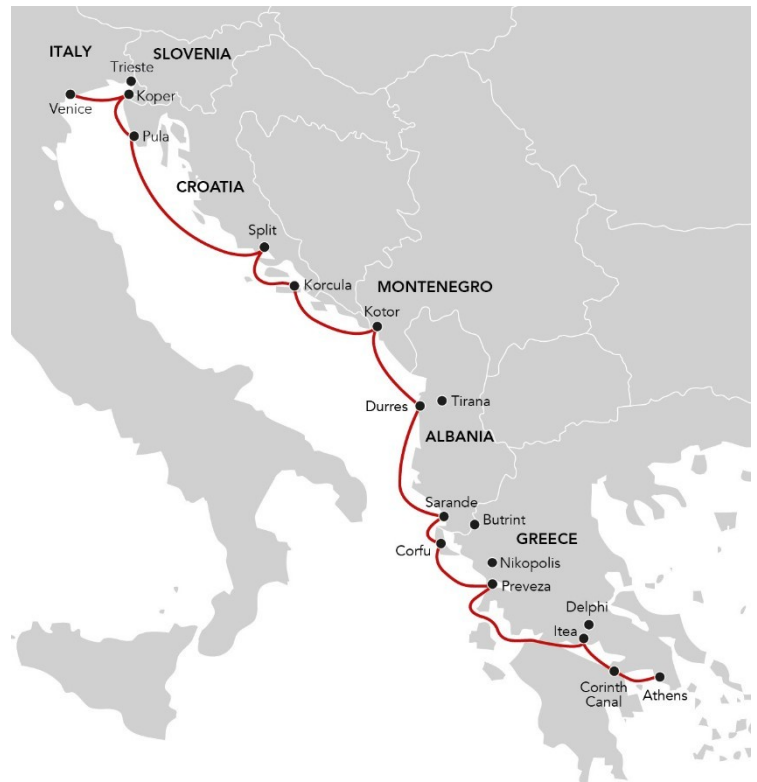 ITALY
SLOVENIA
Trieste
Koper
Venice
Pula
CROATIA
Split
Korcula
MONTENEGRO
Kotor
Durres
Tirana
ALBANIA
Sarande
Butrint
Corfu
GREECE
Nikopolis
Preveza
Delphi
Itea
Corinth
Canal
Athens